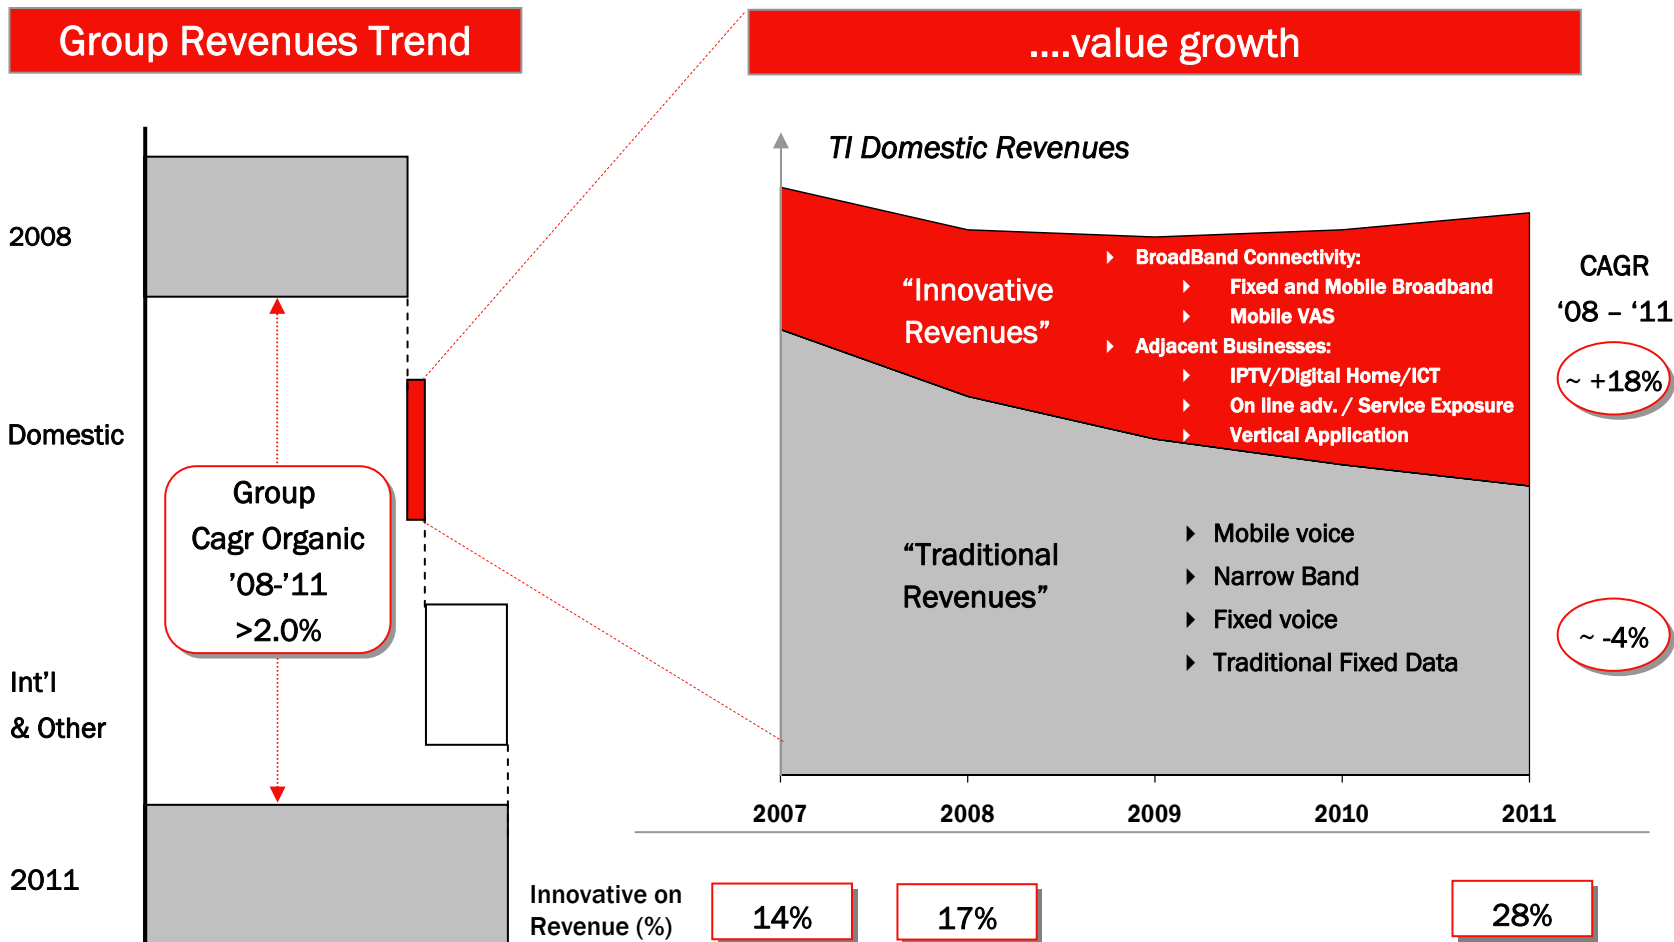 Group Revenues Trend
....value growth
2008
Domestic
Int'l
& Other
2011
Group
Cagr Organic
'08-'11
>2.0%
TI Domestic Revenues
“Innovative
Revenues”
BroadBand Connectivity:
Fixed and Mobile Broadband
Mobile VAS
Adjacent Businesses:
IPTV/Digital Home/ICT
On line adv. / Service Exposure
Vertical Application
“Traditional
Revenues”
Mobile voice
Narrow Band
Fixed voice
Traditional Fixed Data
CAGR
‘08 – ‘11
~ +18%
~ -4%
2007 2008 2009 2010 2011
Innovative on
Revenue (%)
14% 17% 28%